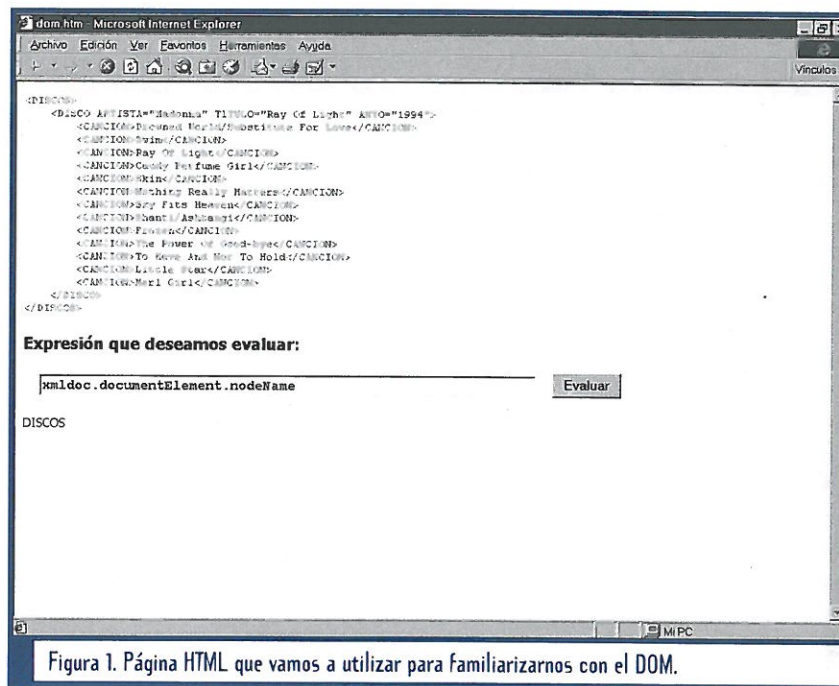 dom.htm - Microsoft Internet Explorer
Archivo Edición Ver Favoritos Herramientas Ayuda
Vínculos
<DISCOS>
<DISCO ARTISTA="Madonna" TITULO="Ray Of Light" ANYO="1994">
<CANCION>Drowned World/Substitute For Love</CANCION>
<CANCION>Swim</CANCION>
<CANCION>Ray Of Light</CANCION>
<CANCION>Candy Perfume Girl</CANCION>
<CANCION>Skin</CANCION>
<CANCION>Nothing Really Matters</CANCION>
<CANCION>Sky Fits Heaven</CANCION>
<CANCION>Shanti/Ashtangi</CANCION>
<CANCION>Frozen</CANCION>
<CANCION>The Power Of Good-bye</CANCION>
<CANCION>To Have And Not To Hold</CANCION>
<CANCION>Little Star</CANCION>
<CANCION>Merl Girl</CANCION>
</DISCO>
</DISCOS>
Expresión que deseamos evaluar:
xmldoc.documentElement.nodeName
Evaluar
DISCOS
Mi PC
Figura 1. Página HTML que vamos a utilizar para familiarizarnos con el DOM.